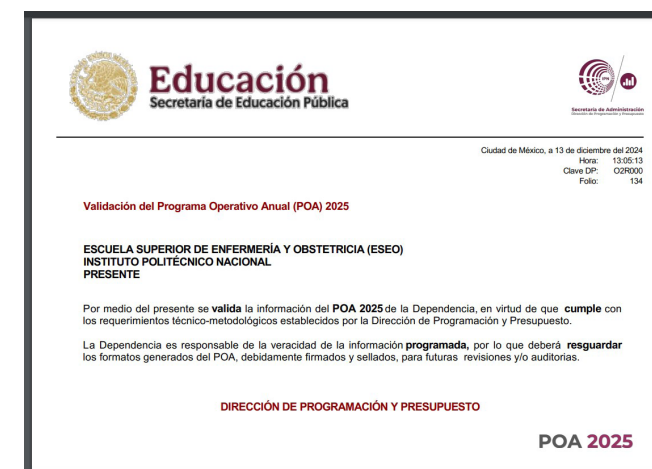 Educación
Secretaría de Educación Pública
Secretaría de Administración
Dirección de Programación y Presupuesto
Ciudad de México, a 13 de diciembre del 2024
Hora: 13:05:13
Clave DP: O2R000
Folio: 134
Validación del Programa Operativo Anual (POA) 2025
ESCUELA SUPERIOR DE ENFERMERÍA Y OBSTETRICIA (ESEO)
INSTITUTO POLITÉCNICO NACIONAL
PRESENTE
Por medio del presente se valida la información del POA 2025 de la Dependencia, en virtud de que cumple con
los requerimientos técnico-metodológicos establecidos por la Dirección de Programación y Presupuesto.
La Dependencia es responsable de la veracidad de la información programada, por lo que deberá resguardar
los formatos generados del POA, debidamente firmados y sellados, para futuras revisiones y/o auditorias.
DIRECCIÓN DE PROGRAMACIÓN Y PRESUPUESTO
POA 2025